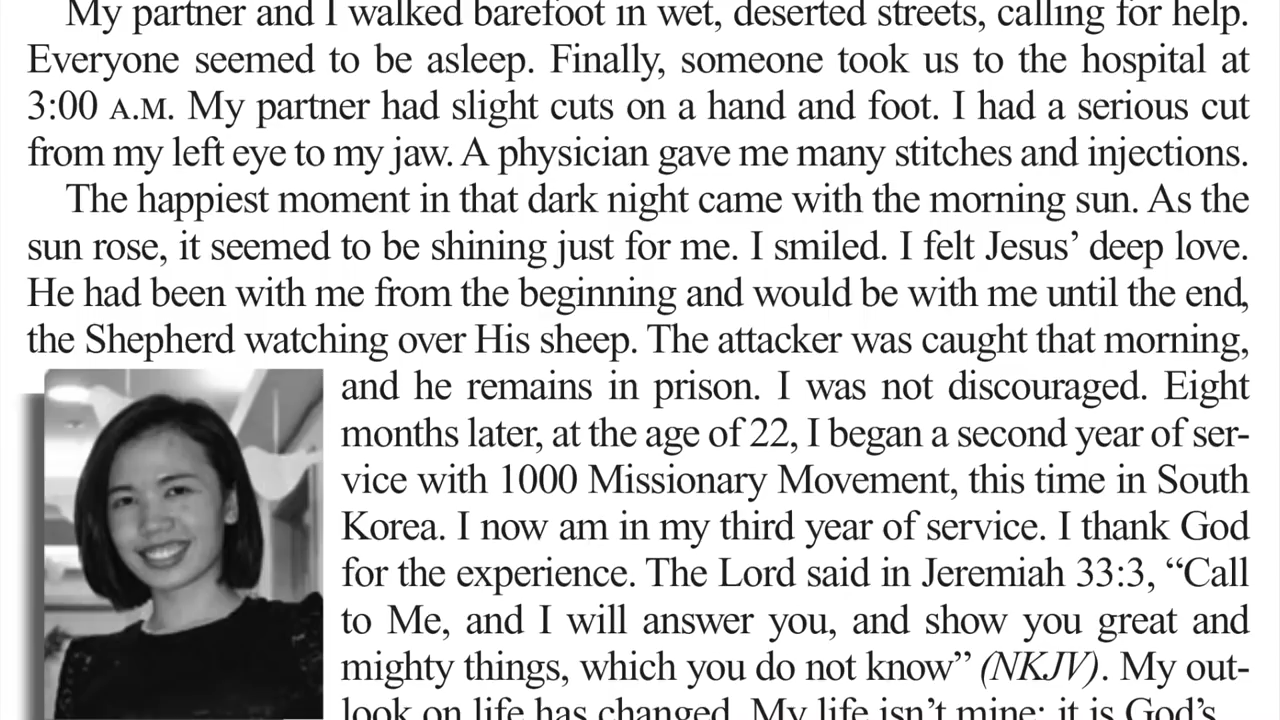 My partner and I walked barefoot in wet, deserted streets, calling for help.
Everyone seemed to be asleep. Finally, someone took us to the hospital at
3:00 A.M. My partner had slight cuts on a hand and foot. I had a serious cut
from my left eye to my jaw. A physician gave me many stitches and injections.
The happiest moment in that dark night came with the morning sun. As the
sun rose, it seemed to be shining just for me. I smiled. I felt Jesus’ deep love.
He had been with me from the beginning and would be with me until the end,
the Shepherd watching over His sheep. The attacker was caught that morning,
and he remains in prison. I was not discouraged. Eight
months later, at the age of 22, I began a second year of ser-
vice with 1000 Missionary Movement, this time in South
Korea. I now am in my third year of service. I thank God
for the experience. The Lord said in Jeremiah 33:3, “Call
to Me, and I will answer you, and show you great and
mighty things, which you do not know” (NKJV). My out-
look on life has changed. My life isn’t mine; it is God’s.